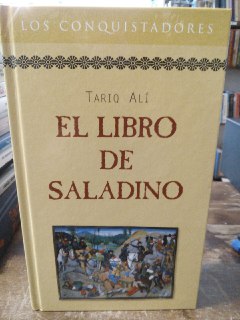 LOS CONQUISTADORES
TARIQ ALÍ
EL LIBRO
DE
SALADINO